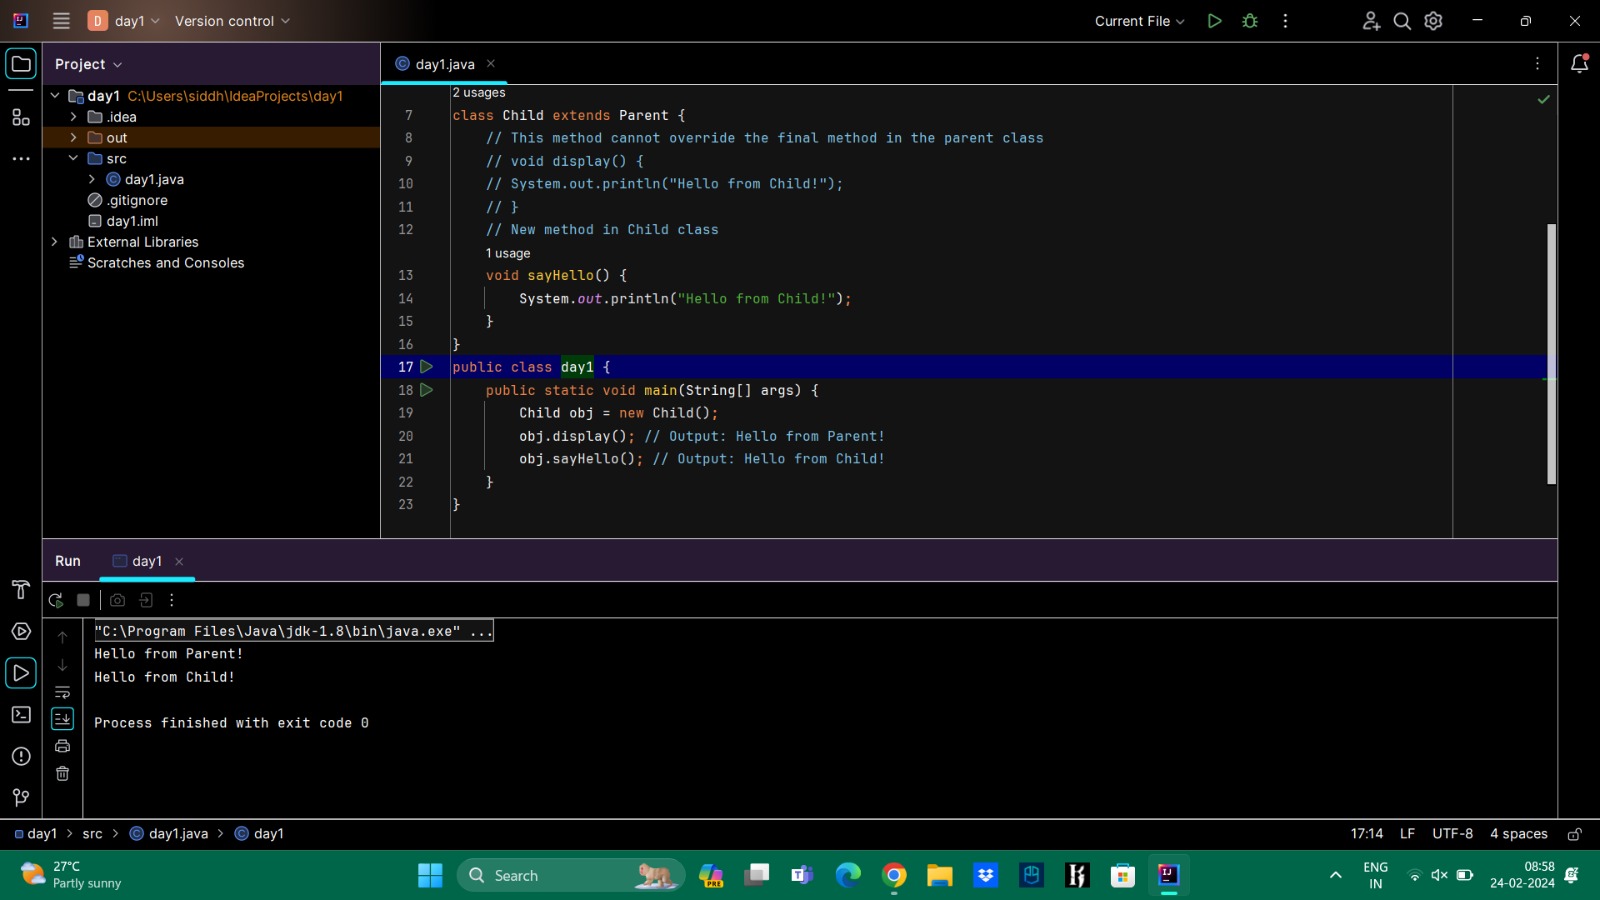 D day1 Version control Current File
Project
day1.java
day1 C:\Users\siddh\IdeaProjects\day1
.idea
out
src
day1.java
.gitignore
day1.iml
External Libraries
Scratches and Consoles
2 usages
7 class Child extends Parent {
8 // This method cannot override the final method in the parent class
9 // void display() {
10 // System.out.println("Hello from Child!");
11 // }
12 // New method in Child class
1 usage
13 void sayHello() {
14 System.out.println("Hello from Child!");
15 }
16 }
17 public class day1 {
18 public static void main(String[] args) {
19 Child obj = new Child();
20 obj.display(); // Output: Hello from Parent!
21 obj.sayHello(); // Output: Hello from Child!
22 }
23 }
Run day1
"C:\Program Files\Java\jdk-1.8\bin\java.exe" ...
Hello from Parent!
Hello from Child!
Process finished with exit code 0
day1 > src > day1.java > day1 17:14 LF UTF-8 4 spaces
27°C
Partly sunny
Search
PRE
ENG
IN
08:58
24-02-2024